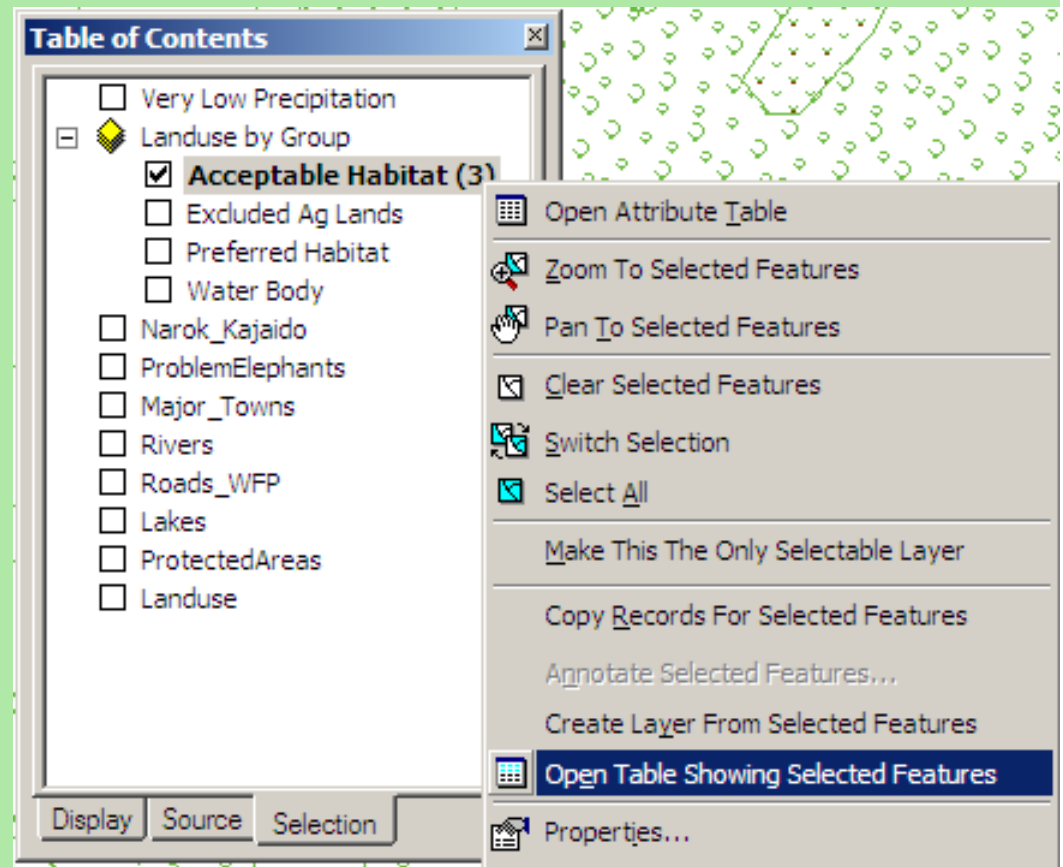 Table of Contents
Very Low Precipitation
Landuse by Group
Acceptable Habitat (3)
Excluded Ag Lands
Preferred Habitat
Water Body
Narok_Kajaido
ProblemElephants
Major_Towns
Rivers
Roads_WFP
Lakes
ProtectedAreas
Landuse
Display Source Selection
Open Attribute Table
Zoom To Selected Features
Pan To Selected Features
Clear Selected Features
Switch Selection
Select All
Make This The Only Selectable Layer
Copy Records For Selected Features
Annotate Selected Features...
Create Layer From Selected Features
Open Table Showing Selected Features
Properties...